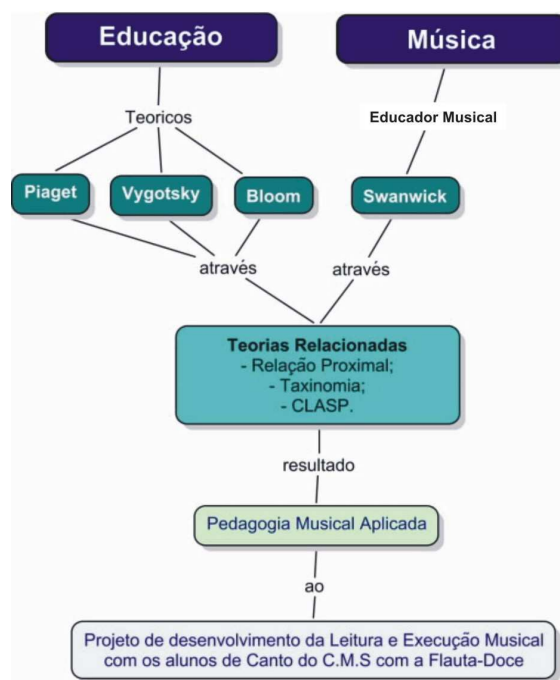 Educação
Música
Teoricos
Educador Musical
Piaget
Vygotsky
Bloom
Swanwick
através
através
Teorias Relacionadas
- Relação Proximal;
- Taxinomia;
- CLASP.
resultado
Pedagogia Musical Aplicada
ao
Projeto de desenvolvimento da Leitura e Execução Musical
com os alunos de Canto do C.M.S com a Flauta-Doce